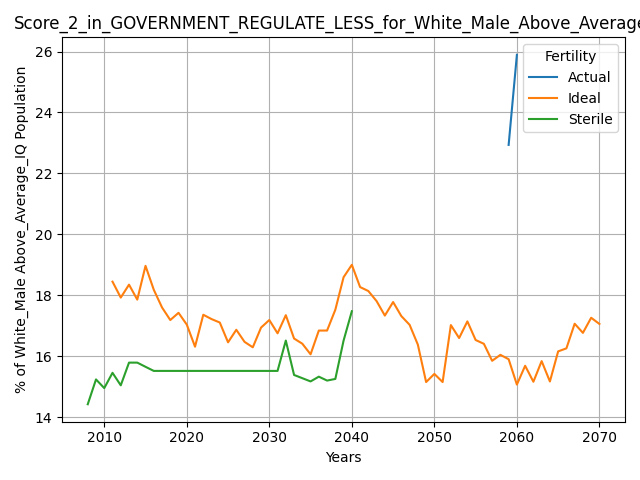 Score_2_in_GOVERNMENT_REGULATE_LESS_for_White_Male_Above_Average
Fertility
Actual
Ideal
Sterile
% of White_Male Above_Average_IQ Population
26
24
22
20
18
16
14
2010 2020 2030 2040 2050 2060 2070
Years